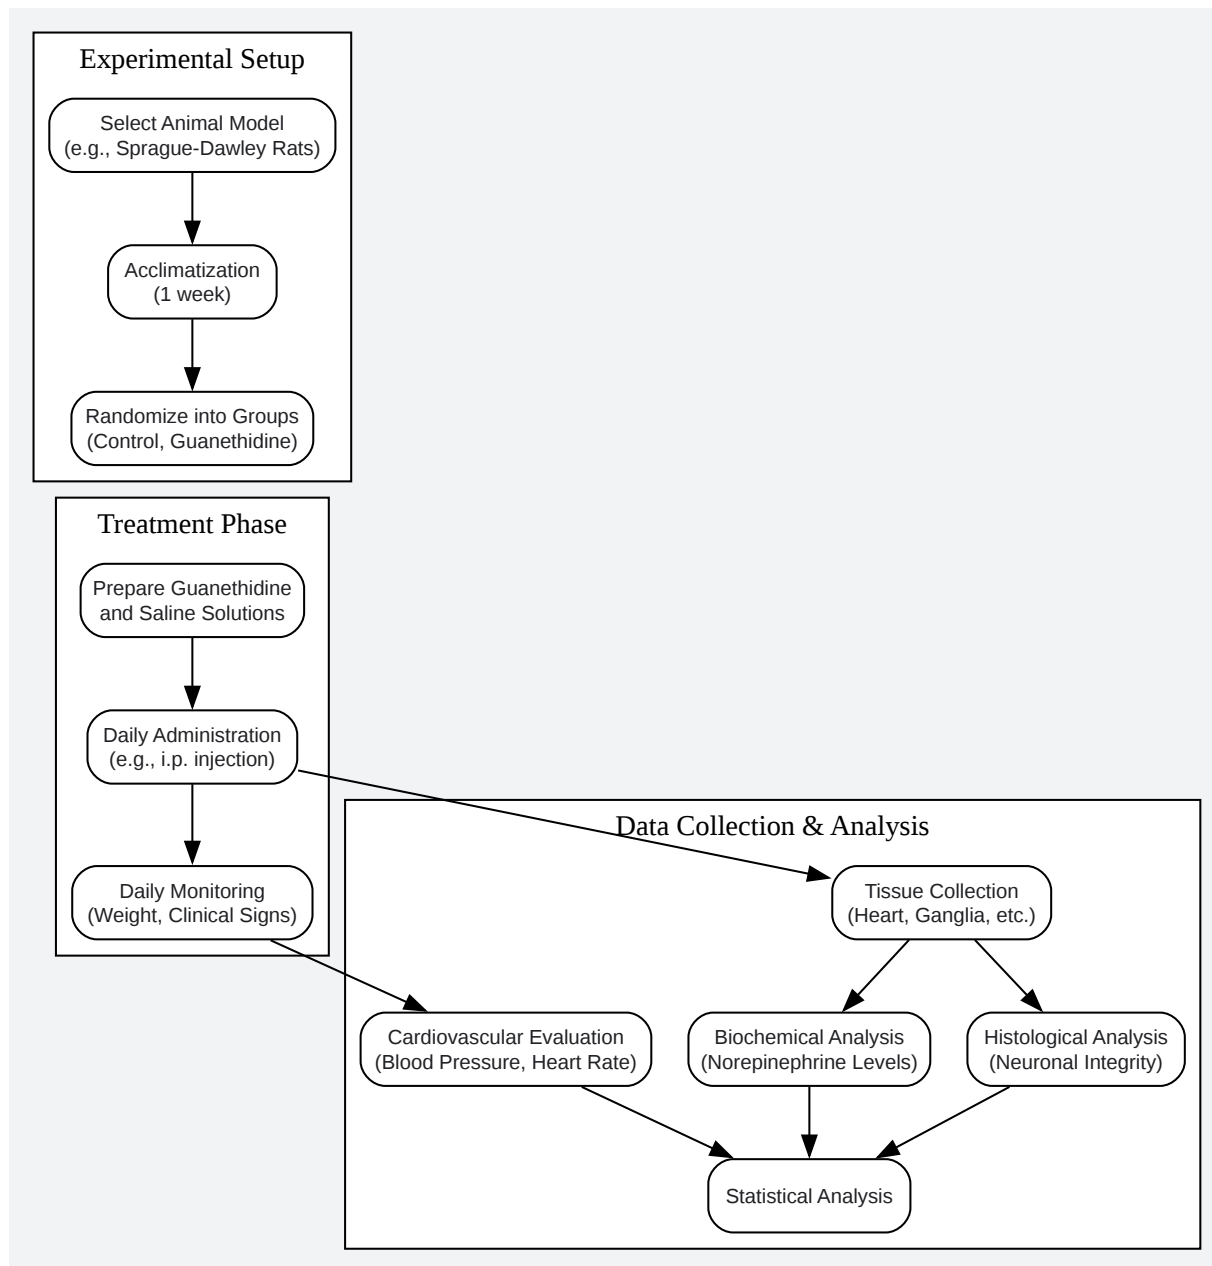 Experimental Setup
Select Animal Model
(e.g., Sprague-Dawley Rats)
Acclimatization
(1 week)
Randomize into Groups
(Control, Guanethidine)
Treatment Phase
Prepare Guanethidine
and Saline Solutions
Daily Administration
(e.g., i.p. injection)
Daily Monitoring
(Weight, Clinical Signs)
Data Collection & Analysis
Tissue Collection
(Heart, Ganglia, etc.)
Cardiovascular Evaluation
(Blood Pressure, Heart Rate)
Biochemical Analysis
(Norepinephrine Levels)
Histological Analysis
(Neuronal Integrity)
Statistical Analysis